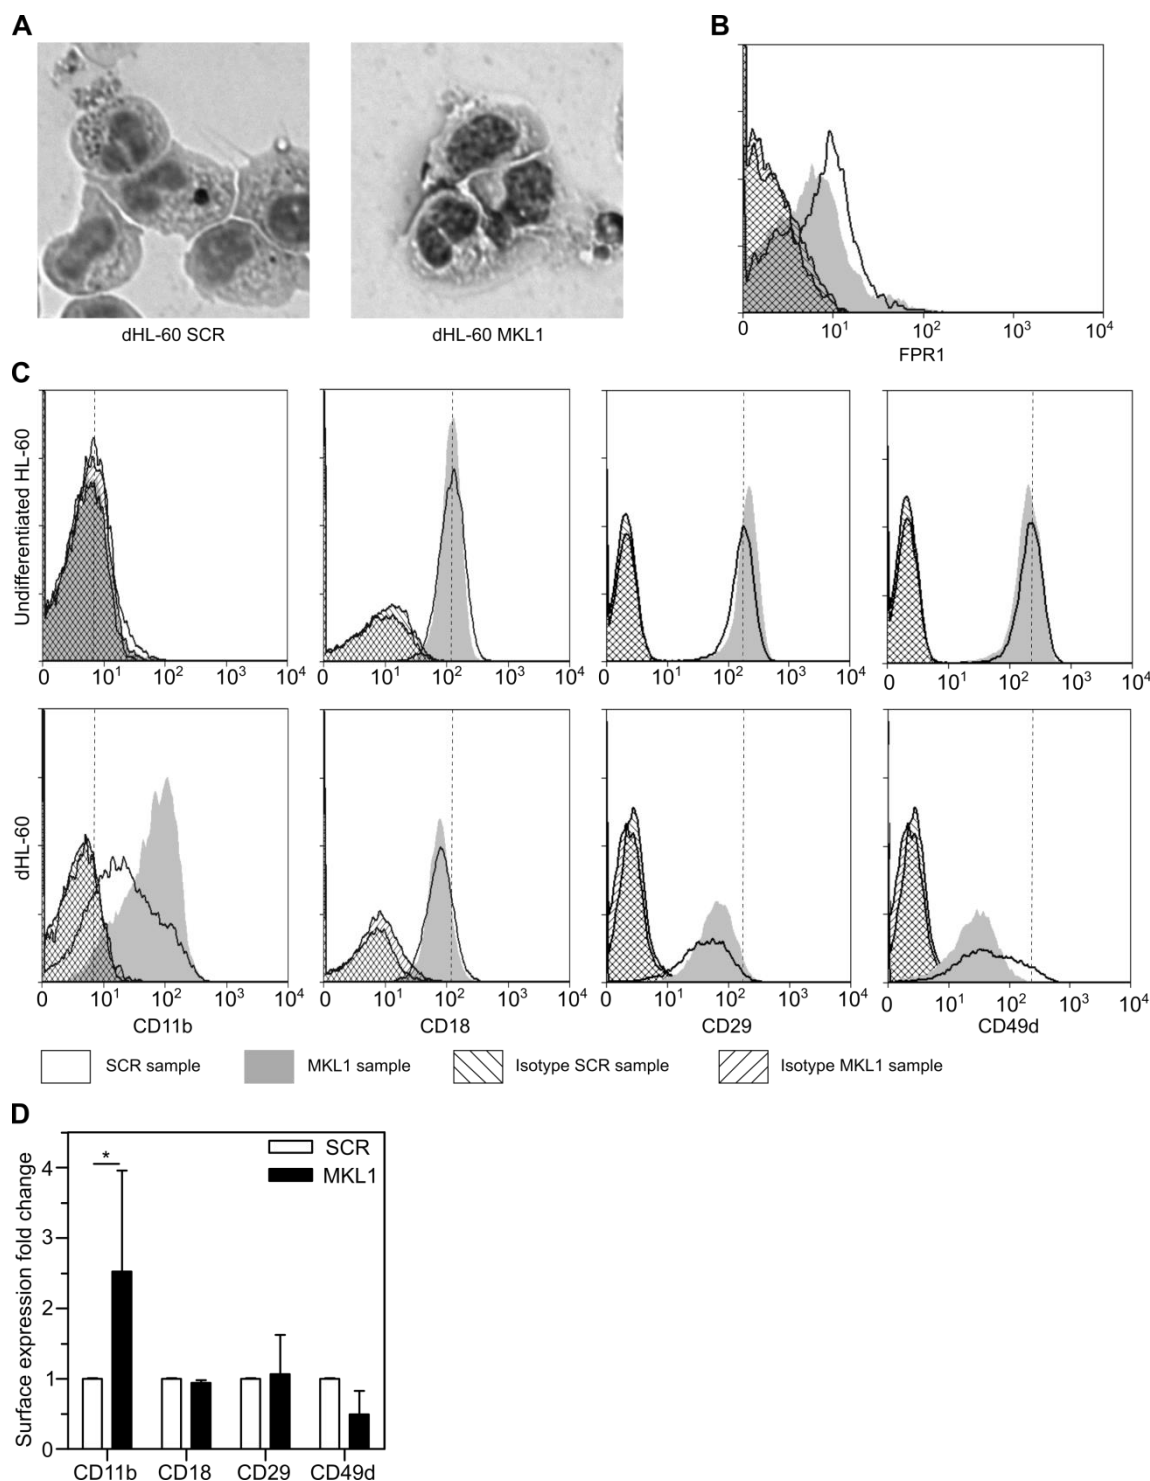 A
B
dHL-60 SCR
dHL-60 MKL1
0 10¹ 10² 10³ 10⁴
FPR1
C
Undifferentiated HL-60
0 10¹ 10² 10³ 10⁴
0 10¹ 10² 10³ 10⁴
0 10¹ 10² 10³ 10⁴
0 10¹ 10² 10³ 10⁴
dHL-60
0 10¹ 10² 10³ 10⁴
0 10¹ 10² 10³ 10⁴
0 10¹ 10² 10³ 10⁴
0 10¹ 10² 10³ 10⁴
CD11b
CD18
CD29
CD49d
SCR sample
MKL1 sample
Isotype SCR sample
Isotype MKL1 sample
D
Surface expression fold change
4
3
2
1
0
*
SCR
MKL1
CD11b
CD18
CD29
CD49d